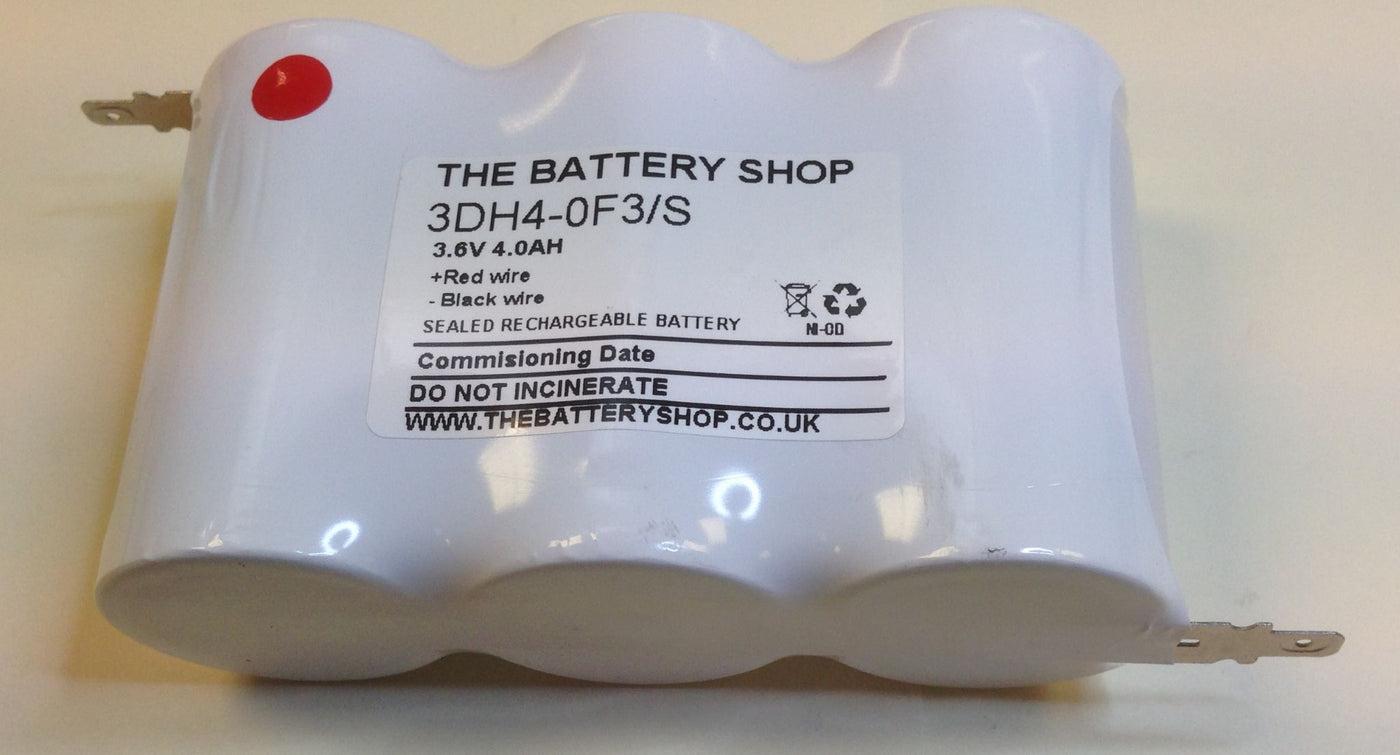 THE BATTERY SHOP
3DH4-0F3/S
3.6V 4.0AH
+Red wire
- Black wire
SEALED RECHARGEABLE BATTERY
NI-CD
Commisioning Date
DO NOT INCINERATE
WWW.THEBATTERYSHOP.CO.UK